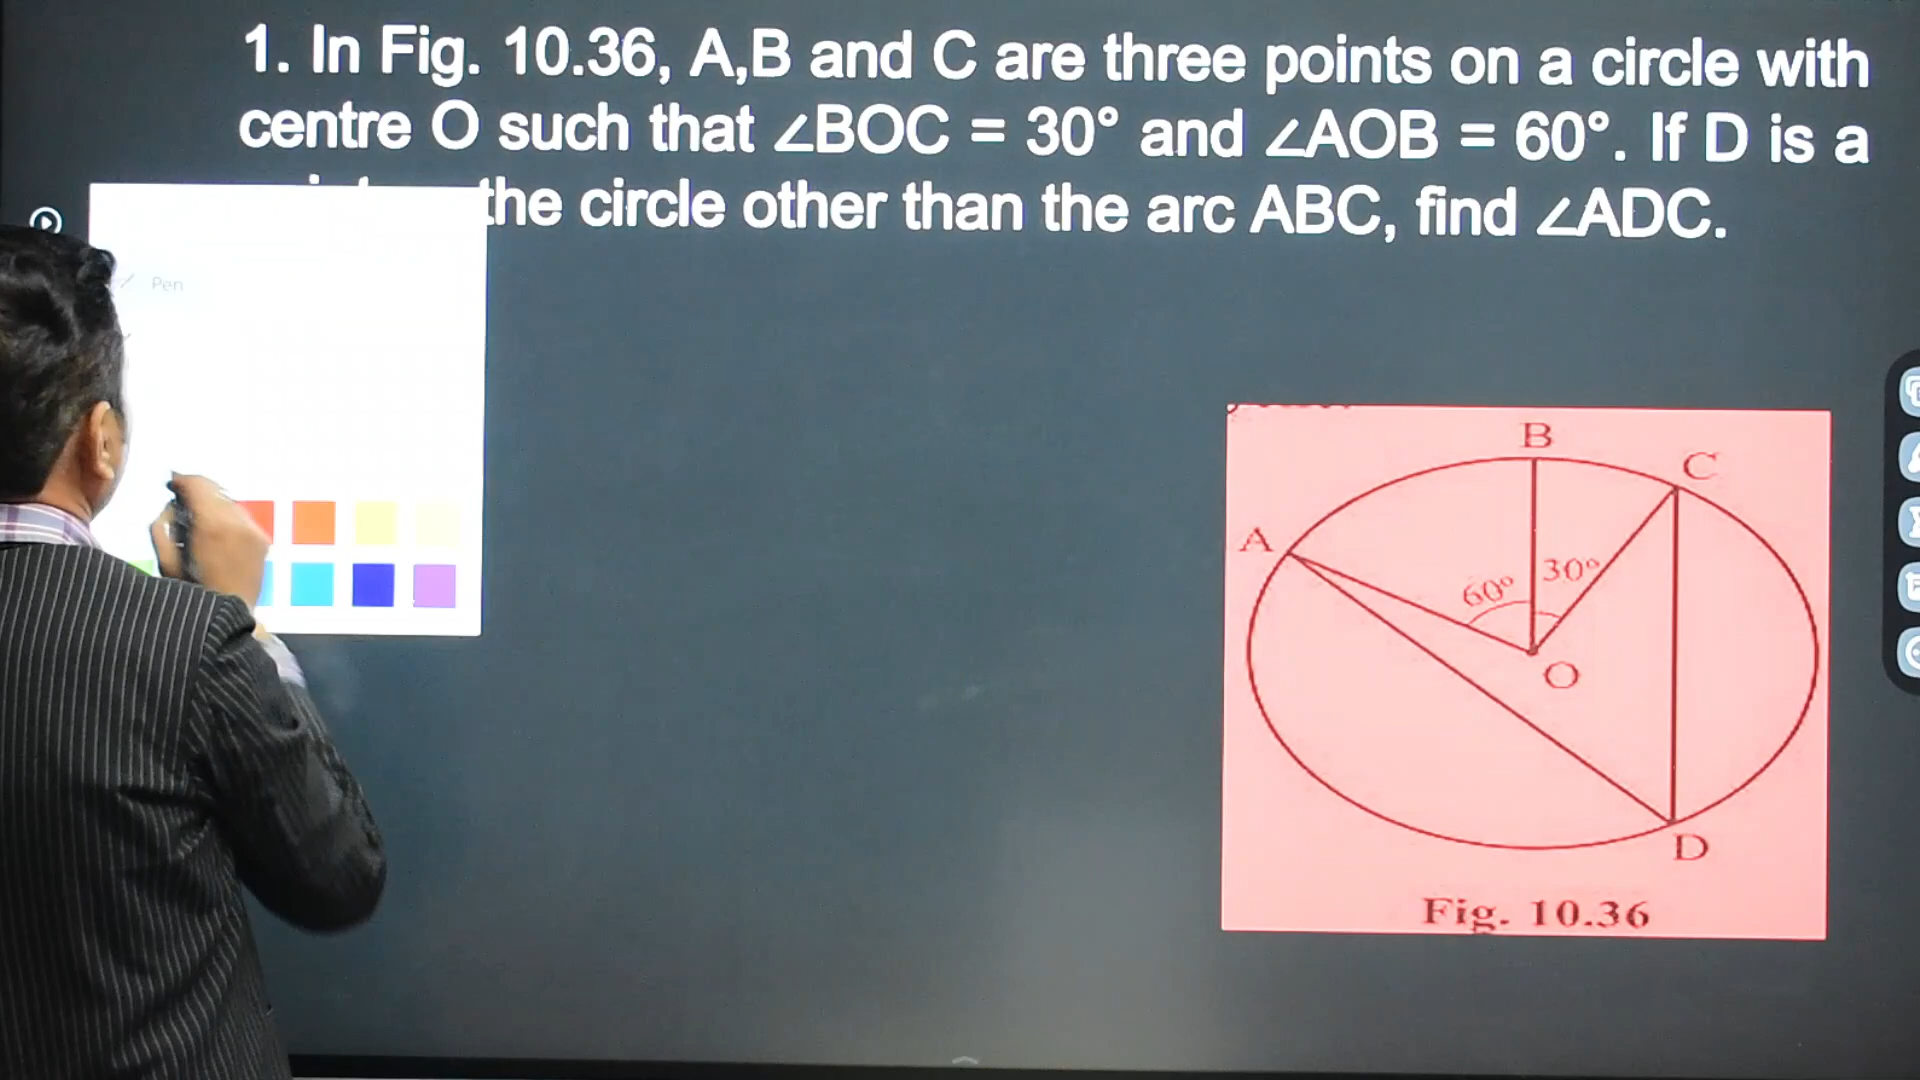 1. In Fig. 10.36, A,B and C are three points on a circle with
centre O such that ∠BOC = 30° and ∠AOB = 60°. If D is a
the circle other than the arc ABC, find ∠ADC.
Pen
B
C
A
60°
30°
O
D
Fig. 10.36